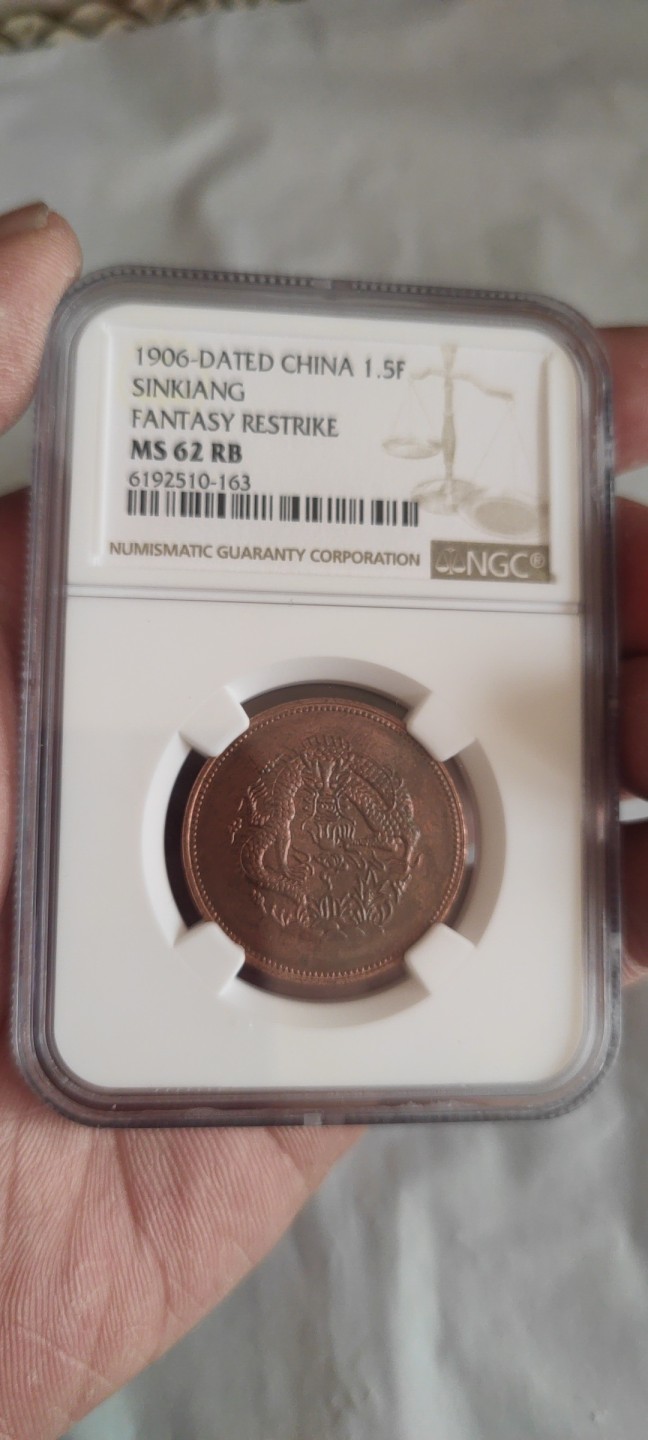 1906-DATED CHINA 1.5F
SINKIANG
FANTASY RESTRIKE
MS 62 RB
6192510-163
NUMISMATIC GUARANTY CORPORATION NGC®